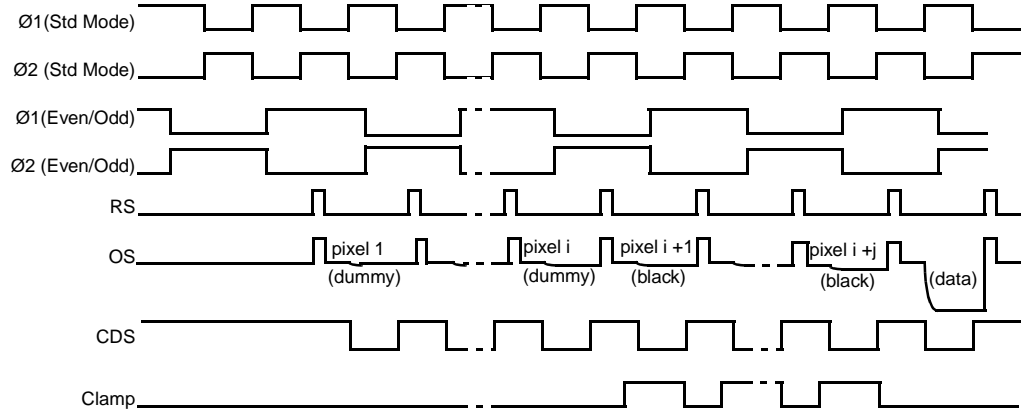 Ø1(Std Mode)
Ø2 (Std Mode)
Ø1(Even/Odd)
Ø2 (Even/Odd)
RS
OS
pixel 1
(dummy)
pixel i
(dummy)
pixel i +1
(black)
pixel i +j
(black)
(data)
CDS
Clamp